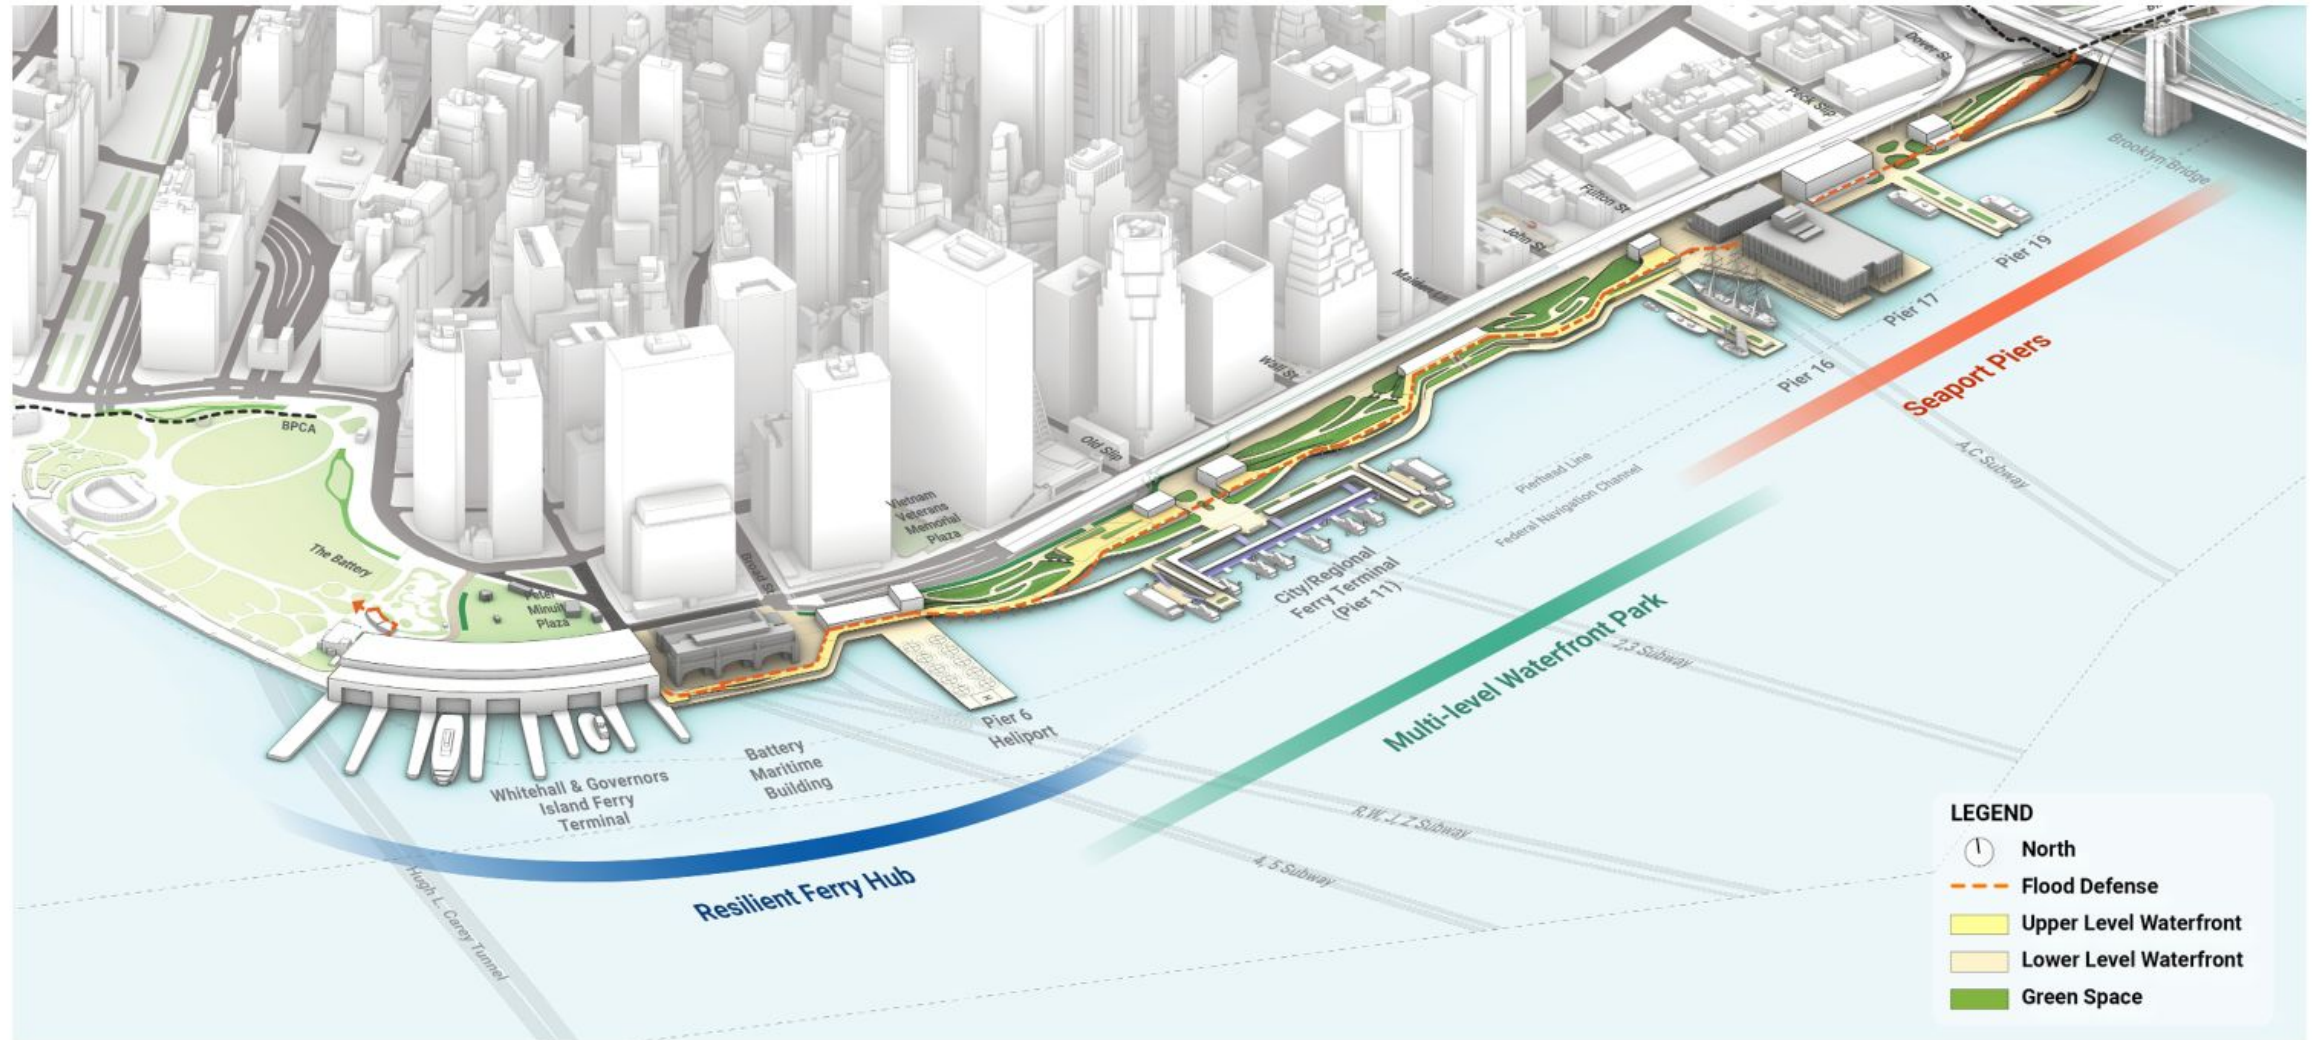 Dover St
Peck Slip
Brooklyn Bridge
Fulton St
John St
Maiden Ln
Pier 19
Pier 17
Pier 16
Seaport Piers
Wall St
Old Slip
BPCA
Vietnam
Veterans
Memorial
Plaza
Pierhead Line
Federal Navigation Channel
A,C Subway
The Battery
Broad St
Peter
Minuit
Plaza
City/Regional
Ferry Terminal
(Pier 11)
Multi-level Waterfront Park
2,3 Subway
Pier 6
Heliport
H
Battery
Maritime
Building
Whitehall & Governors
Island Ferry
Terminal
Resilient Ferry Hub
R,W, J, Z Subway
4, 5 Subway
Hugh L. Carey Tunnel
LEGEND
North
Flood Defense
Upper Level Waterfront
Lower Level Waterfront
Green Space